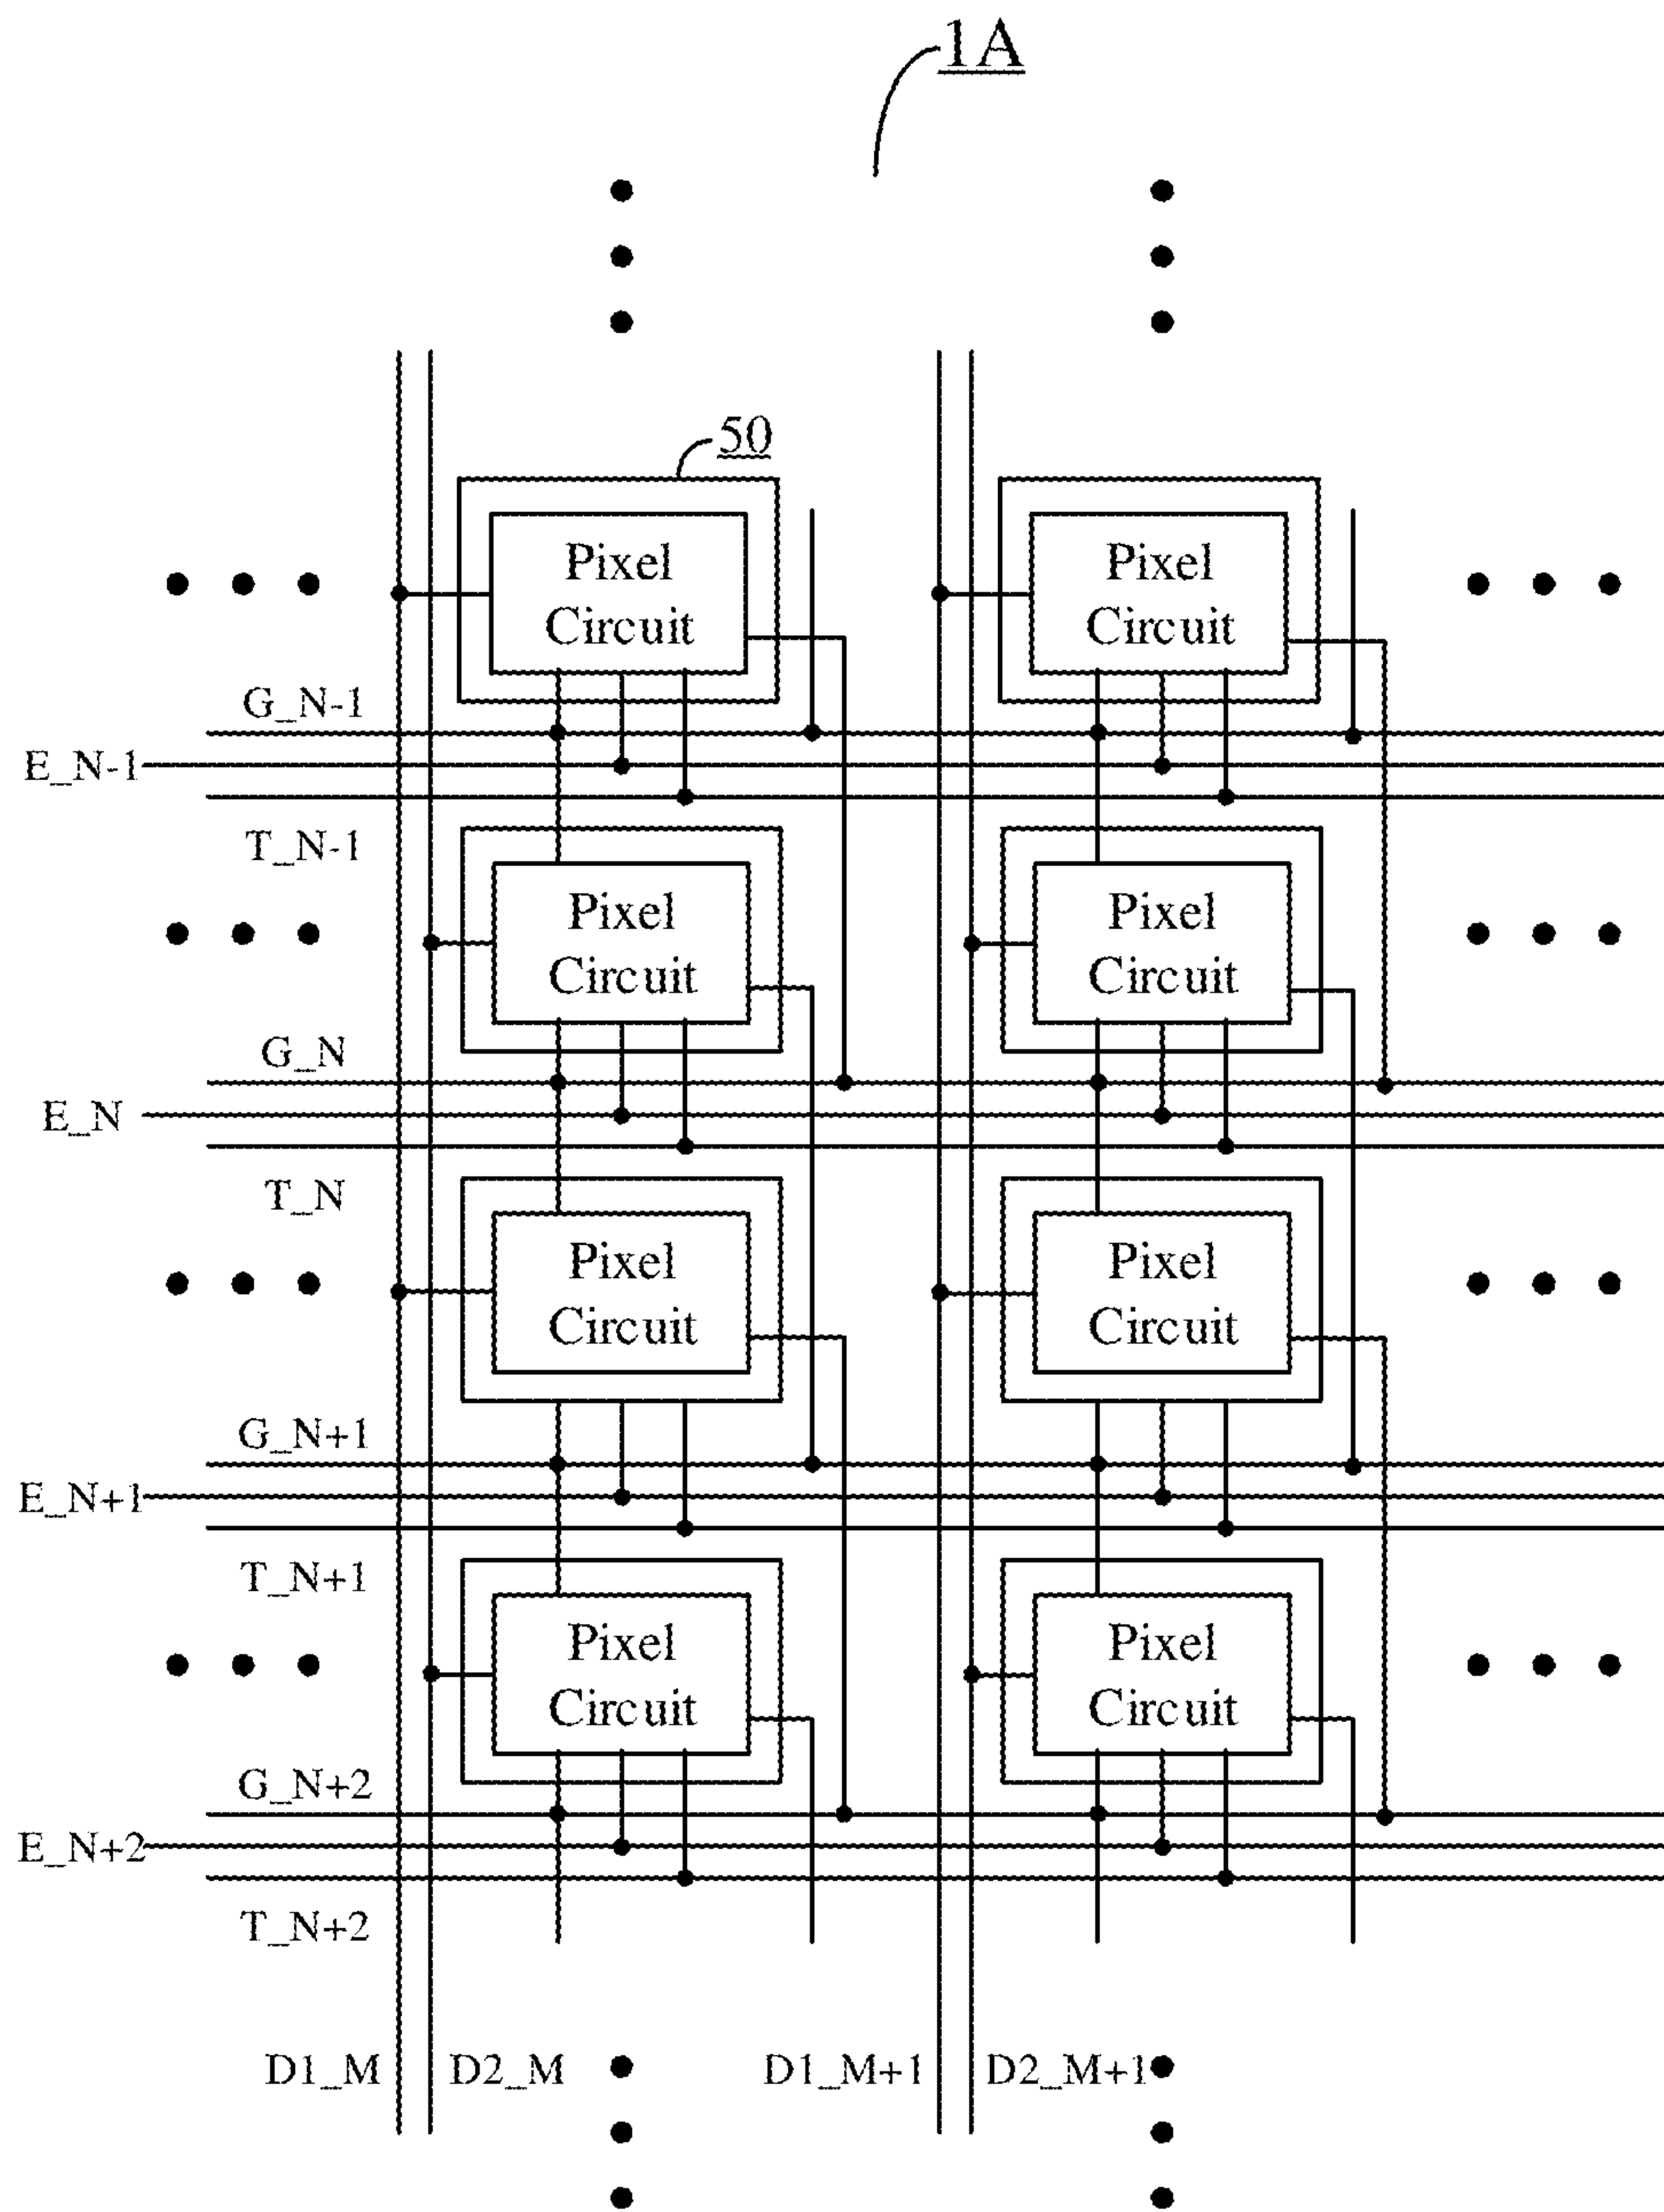 1A
50
Pixel
Circuit
Pixel
Circuit
G_N-1
E_N-1
T_N-1
Pixel
Circuit
Pixel
Circuit
G_N
E_N
T_N
Pixel
Circuit
Pixel
Circuit
G_N+1
E_N+1
T_N+1
Pixel
Circuit
Pixel
Circuit
G_N+2
E_N+2
T_N+2
D1_M
D2_M
D1_M+1
D2_M+1